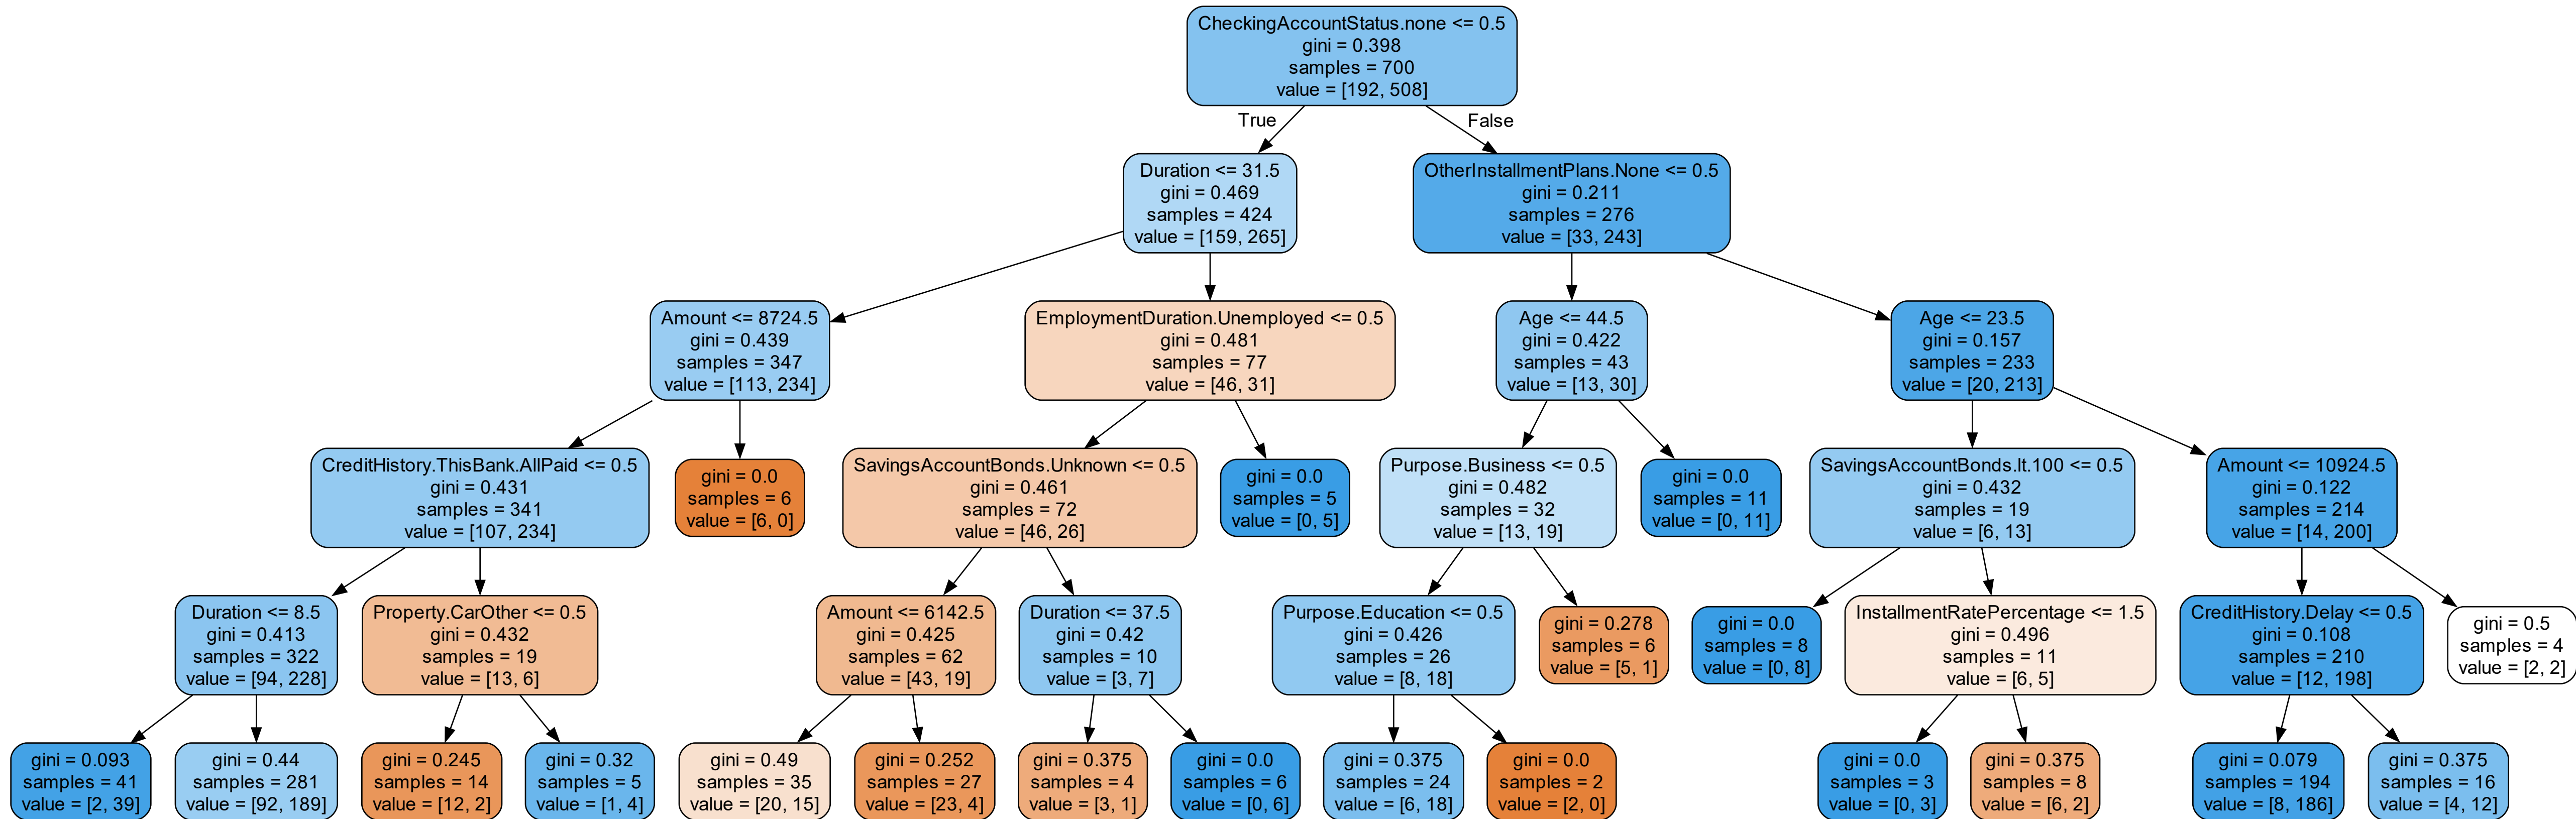 CheckingAccountStatus.none <= 0.5
gini = 0.398
samples = 700
value = [192, 508]
True
False
Duration <= 31.5
gini = 0.469
samples = 424
value = [159, 265]
OtherInstallmentPlans.None <= 0.5
gini = 0.211
samples = 276
value = [33, 243]
Amount <= 8724.5
gini = 0.439
samples = 347
value = [113, 234]
EmploymentDuration.Unemployed <= 0.5
gini = 0.481
samples = 77
value = [46, 31]
Age <= 44.5
gini = 0.422
samples = 43
value = [13, 30]
Age <= 23.5
gini = 0.157
samples = 233
value = [20, 213]
CreditHistory.ThisBank.AllPaid <= 0.5
gini = 0.431
samples = 341
value = [107, 234]
gini = 0.0
samples = 6
value = [6, 0]
SavingsAccountBonds.Unknown <= 0.5
gini = 0.461
samples = 72
value = [46, 26]
gini = 0.0
samples = 5
value = [0, 5]
Purpose.Business <= 0.5
gini = 0.482
samples = 32
value = [13, 19]
gini = 0.0
samples = 11
value = [0, 11]
SavingsAccountBonds.lt.100 <= 0.5
gini = 0.432
samples = 19
value = [6, 13]
Amount <= 10924.5
gini = 0.122
samples = 214
value = [14, 200]
Duration <= 8.5
gini = 0.413
samples = 322
value = [94, 228]
Property.CarOther <= 0.5
gini = 0.432
samples = 19
value = [13, 6]
Amount <= 6142.5
gini = 0.425
samples = 62
value = [43, 19]
Duration <= 37.5
gini = 0.42
samples = 10
value = [3, 7]
Purpose.Education <= 0.5
gini = 0.426
samples = 26
value = [8, 18]
gini = 0.278
samples = 6
value = [5, 1]
gini = 0.0
samples = 8
value = [0, 8]
InstallmentRatePercentage <= 1.5
gini = 0.496
samples = 11
value = [6, 5]
CreditHistory.Delay <= 0.5
gini = 0.108
samples = 210
value = [12, 198]
gini = 0.5
samples = 4
value = [2, 2]
gini = 0.093
samples = 41
value = [2, 39]
gini = 0.44
samples = 281
value = [92, 189]
gini = 0.245
samples = 14
value = [12, 2]
gini = 0.32
samples = 5
value = [1, 4]
gini = 0.49
samples = 35
value = [20, 15]
gini = 0.252
samples = 27
value = [23, 4]
gini = 0.375
samples = 4
value = [3, 1]
gini = 0.0
samples = 6
value = [0, 6]
gini = 0.375
samples = 24
value = [6, 18]
gini = 0.0
samples = 2
value = [2, 0]
gini = 0.0
samples = 3
value = [0, 3]
gini = 0.375
samples = 8
value = [6, 2]
gini = 0.079
samples = 194
value = [8, 186]
gini = 0.375
samples = 16
value = [4, 12]